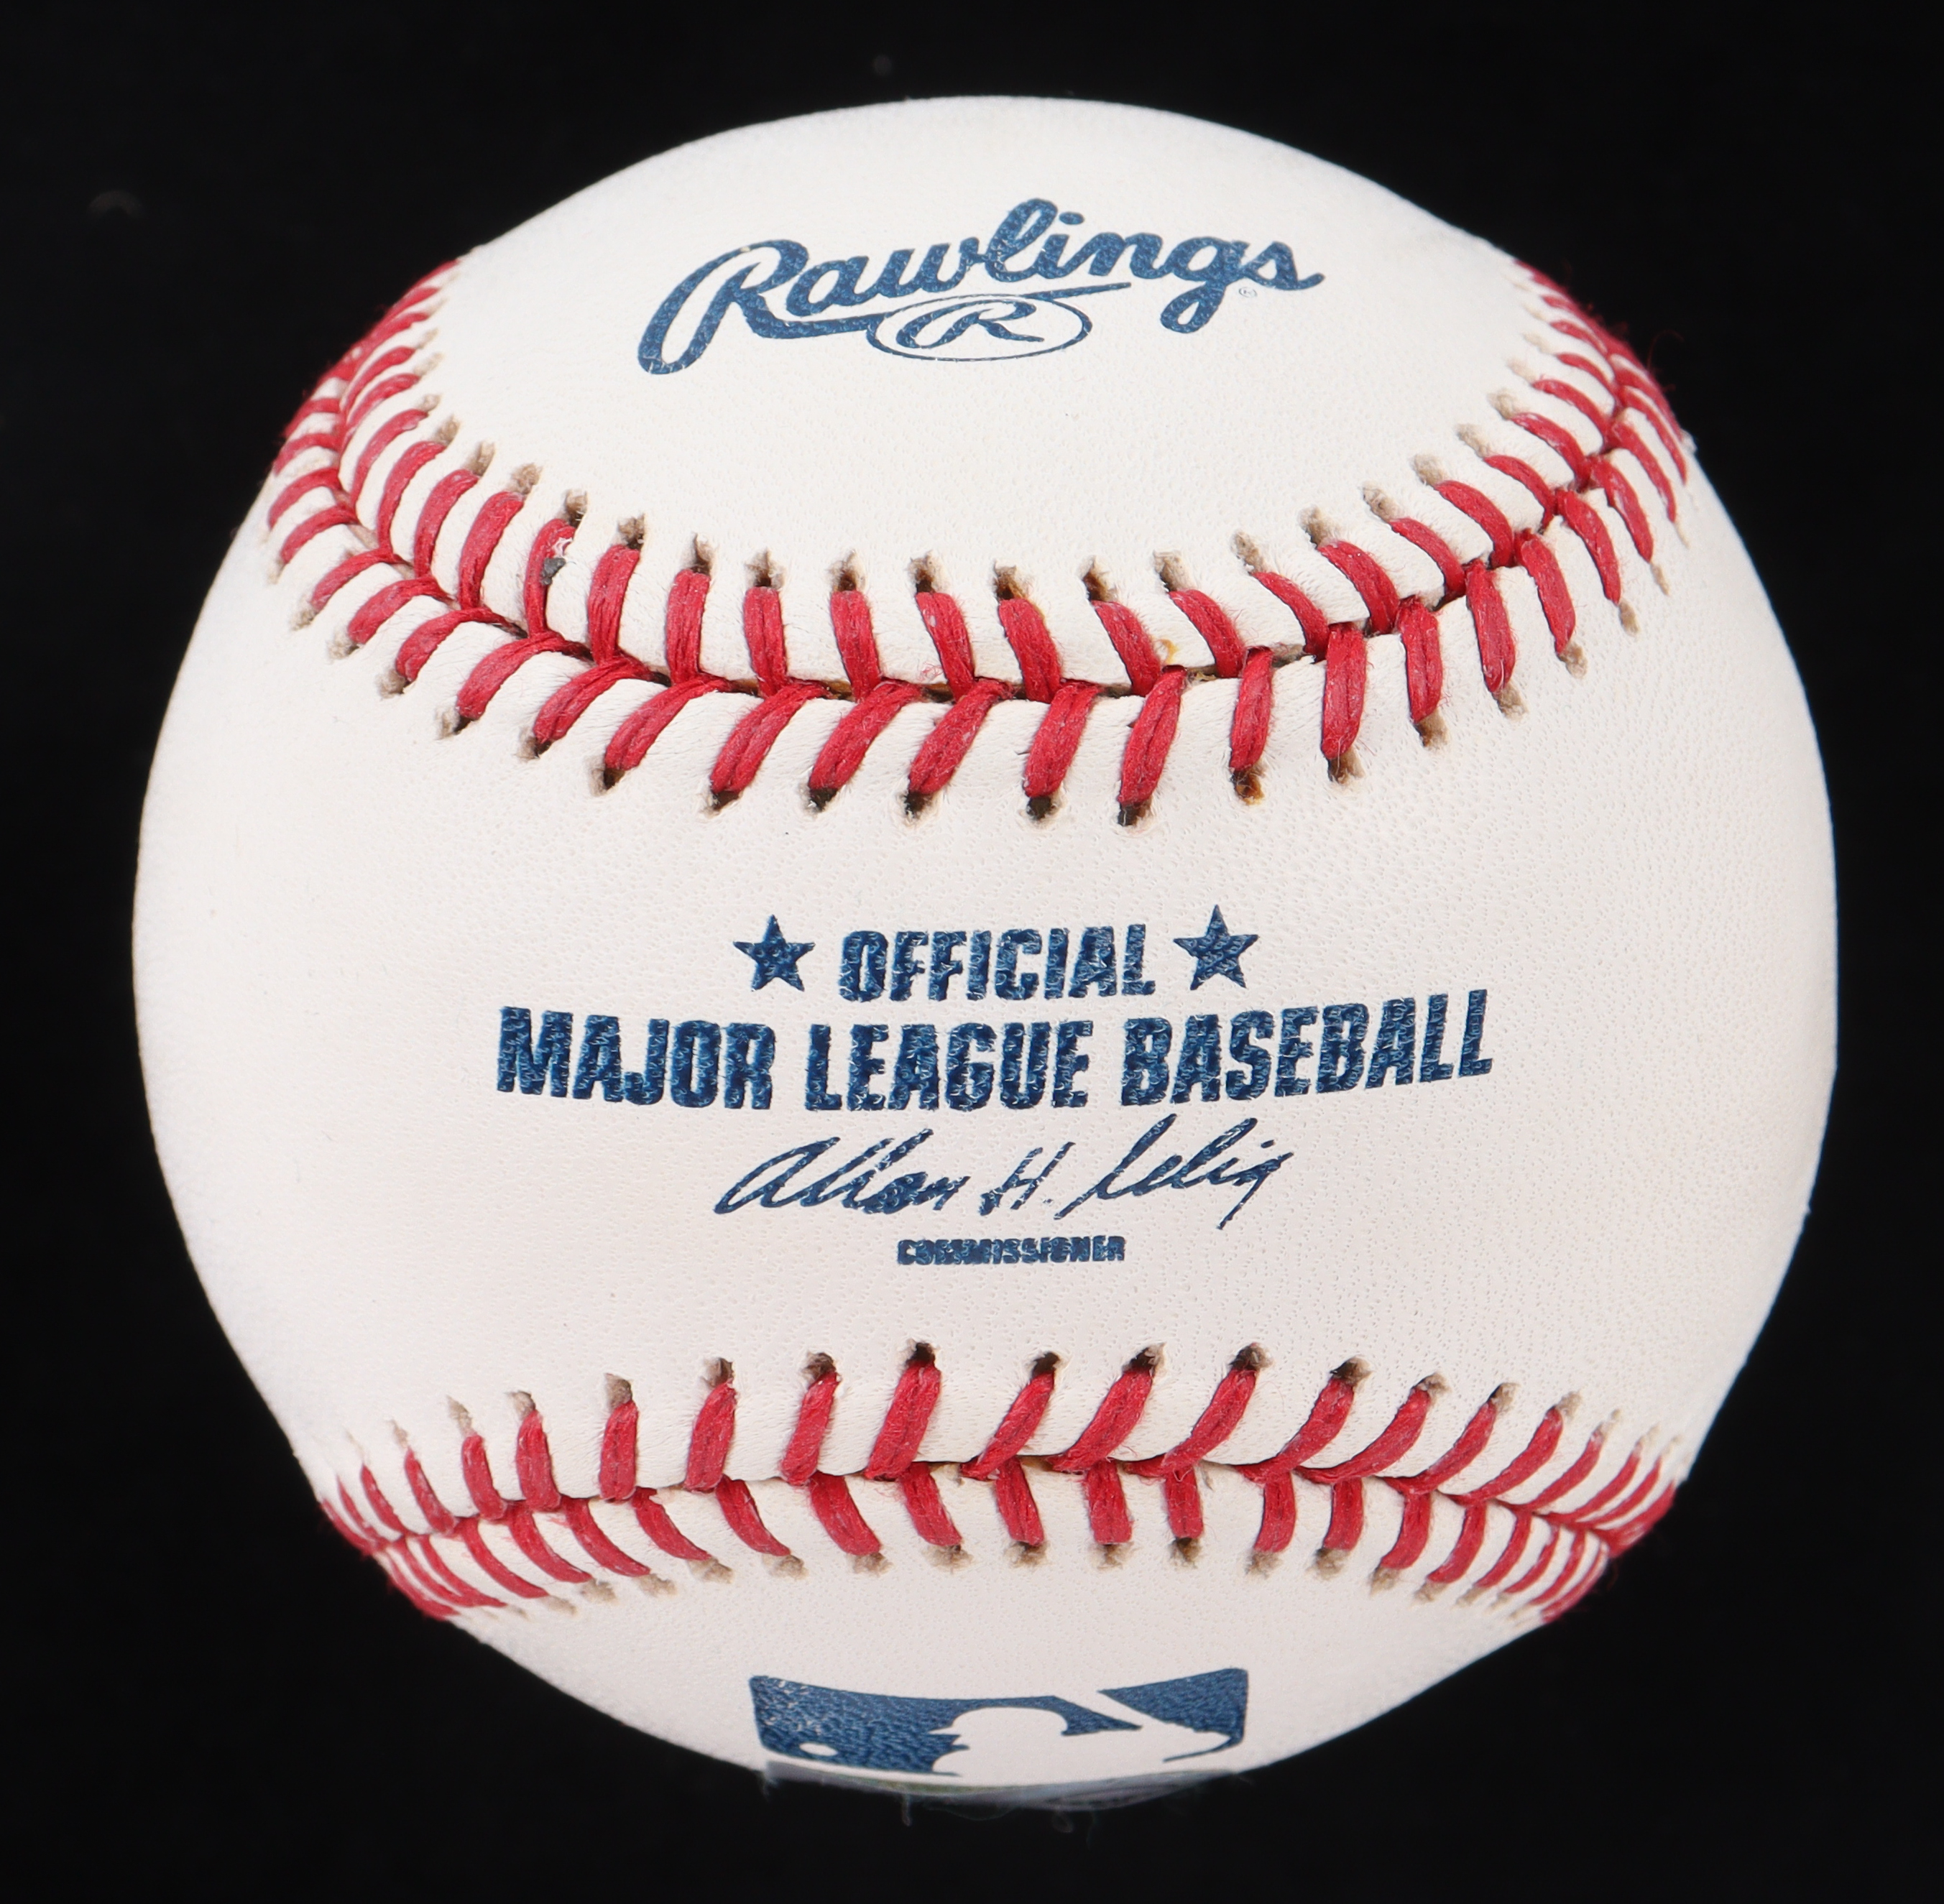 Rawlings
R
®
OFFICIAL
MAJOR LEAGUE BASEBALL
Allan H. Selig
COMMISSIONER